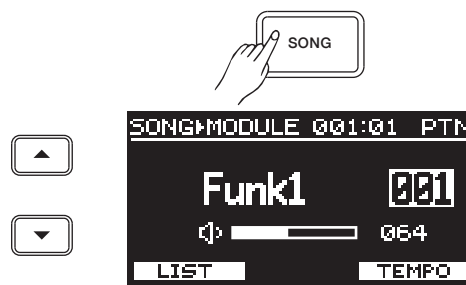 SONG
SONG▸MODULE 001:01 PTN
Funk1 001
064
LIST TEMPO